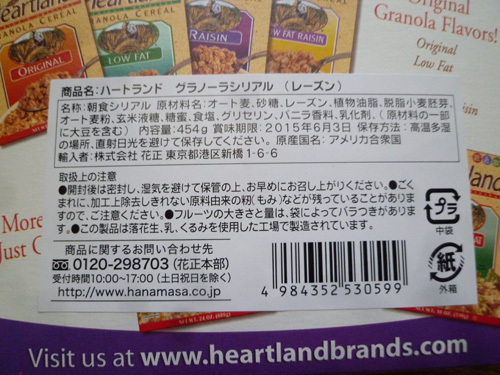 Heartland
GRANOLA CEREAL
ORIGINAL
LOW FAT
RAISIN
LOW FAT RAISIN
Original
Granola Flavors!
Original
Low Fat
商品名:ハートランド グラノーラシリアル (レーズン)
名称:朝食シリアル 原材料名:オート麦、砂糖、レーズン、植物油脂、脱脂小麦胚芽、
オート麦粉、玄米液糖、糖蜜、食塩、グリセリン、バニラ香料、乳化剤、(原材料の一部
に大豆を含む) 内容量:454g 賞味期限:2015年6月3日 保存方法:高温多湿
の場所、直射日光を避けて保存してください。 原産国名:アメリカ合衆国
輸入者:株式会社 花正 東京都港区新橋1-6-6
取扱上の注意
●開封後は密封し、湿気を避けて保管の上、お早めにお召し上がりください。●ごく
まれに、加工上除去しきれない原料由来の粉(もみ)などが残っていることがありま
すので、ご注意ください。●フルーツの大きさと量は、袋によってバラつきがありま
す。●この製品は落花生、乳、くるみを使用した工場で製造されています。
商品に関するお問い合わせ先
0120-298703(花正本部)
受付時間10:00~17:00(土日祝日を除く)
http://www.hanamasa.co.jp
4 984352 530599
プラ
中袋
紙
外箱
More
Just
Visit us at www.heartlandbrands.com